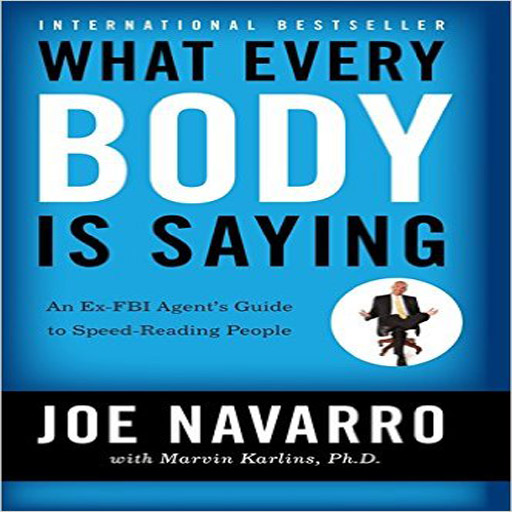 INTERNATIONAL BESTSELLER
WHAT EVERY
BODY
IS SAYING
An Ex-FBI Agent's Guide
to Speed-Reading People
JOE NAVARRO
with Marvin Karlins, Ph.D.